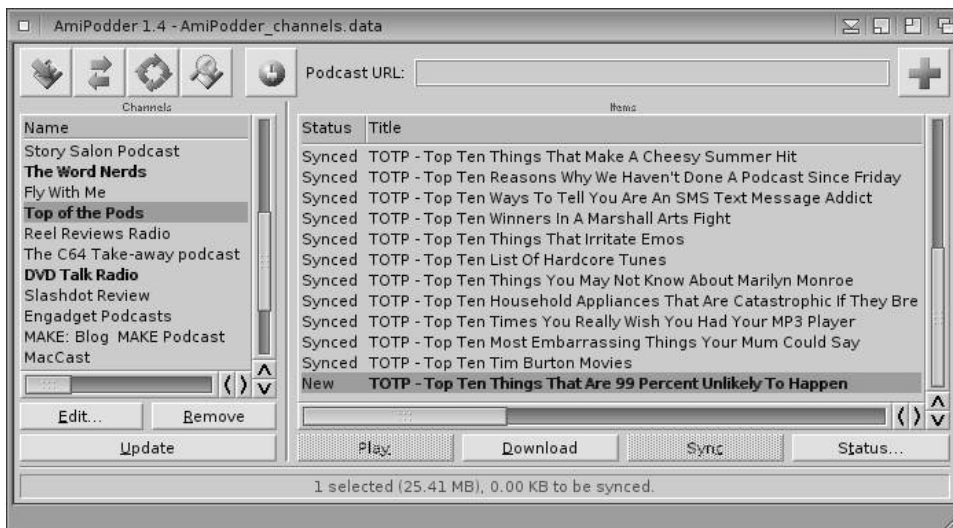 AmiPodder 1.4 - AmiPodder_channels.data
Podcast URL:
Channels
Name
Story Salon Podcast
The Word Nerds
Fly With Me
Top of the Pods
Reel Reviews Radio
The C64 Take-away podcast
DVD Talk Radio
Slashdot Review
Engadget Podcasts
MAKE: Blog MAKE Podcast
MacCast
Edit...
Remove
Update
Items
Status Title
Synced TOTP - Top Ten Things That Make A Cheesy Summer Hit
Synced TOTP - Top Ten Reasons Why We Haven't Done A Podcast Since Friday
Synced TOTP - Top Ten Ways To Tell You Are An SMS Text Message Addict
Synced TOTP - Top Ten Winners In A Marshall Arts Fight
Synced TOTP - Top Ten Things That Irritate Emos
Synced TOTP - Top Ten List Of Hardcore Tunes
Synced TOTP - Top Ten Things You May Not Know About Marilyn Monroe
Synced TOTP - Top Ten Household Appliances That Are Catastrophic If They Bre
Synced TOTP - Top Ten Times You Really Wish You Had Your MP3 Player
Synced TOTP - Top Ten Most Embarrassing Things Your Mum Could Say
Synced TOTP - Top Ten Tim Burton Movies
New TOTP - Top Ten Things That Are 99 Percent Unlikely To Happen
Play
Download
Sync
Status...
1 selected (25.41 MB), 0.00 KB to be synced.